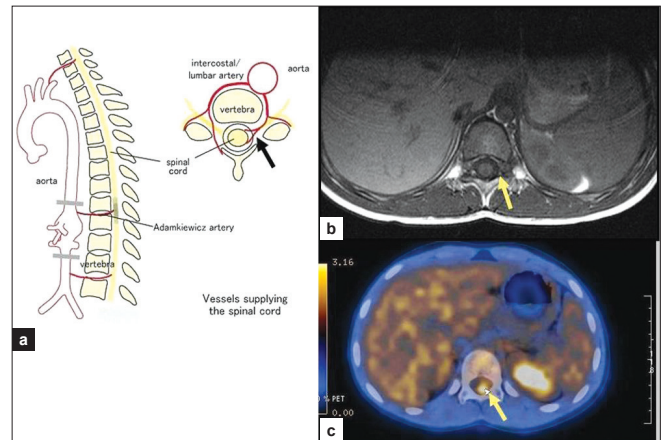 intercostal/
lumbar artery
aorta
vertebra
spinal
cord
aorta
Adamkiewicz artery
vertebra
Vessels supplying
the spinal cord
a
b
3.16
% PET
0.00
c